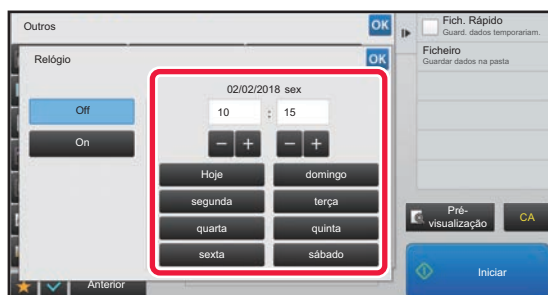 Outros
OK
Relógio
OK
Off
On
02/02/2018 sex
10 : 15
Hoje
domingo
segunda
terça
quarta
quinta
sexta
sábado
Anterior
Fich. Rápido
Guard. dados temporariam.
Ficheiro
Guardar dados na pasta
Pré-
visualização
CA
Iniciar